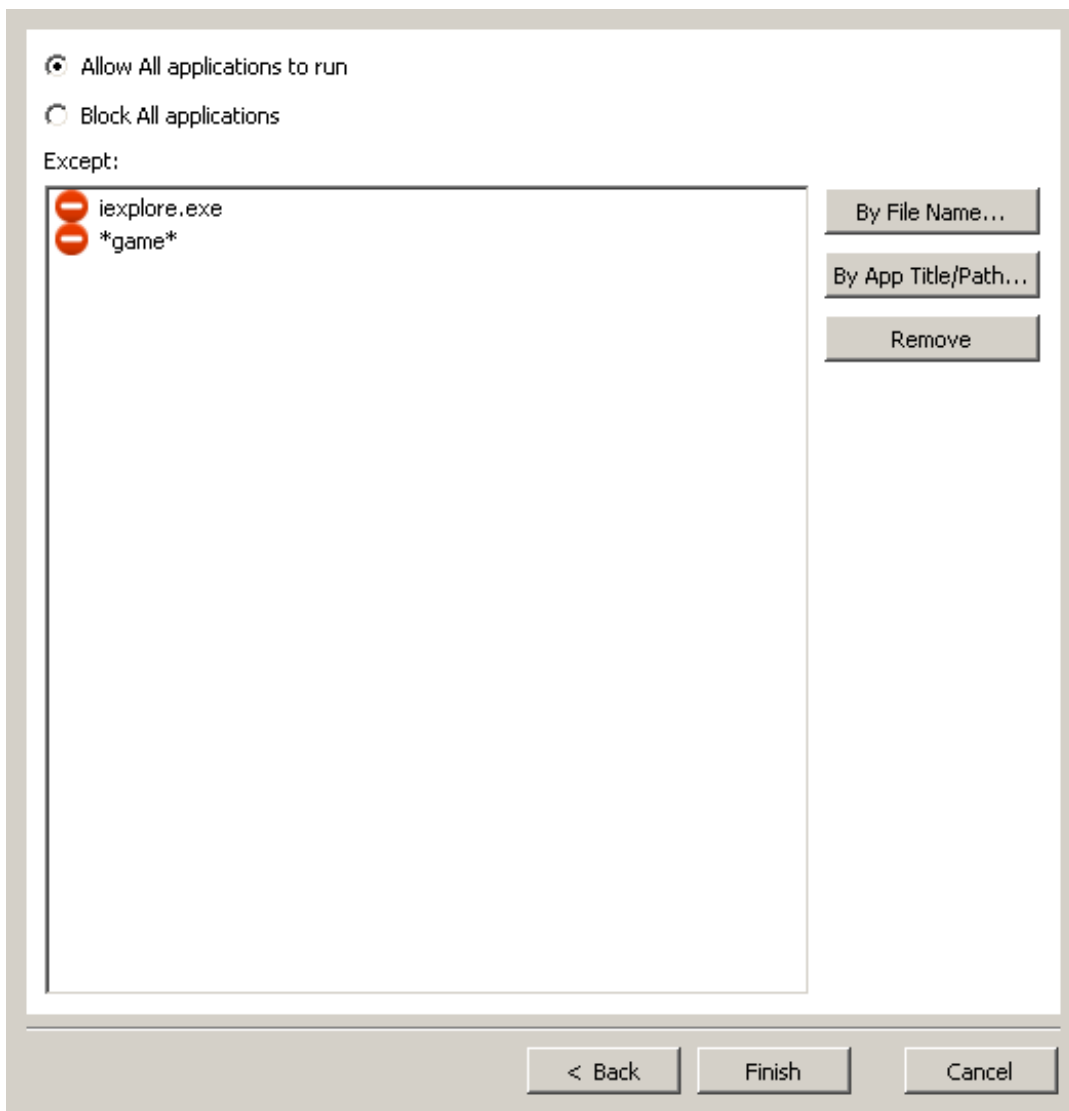 Allow All applications to run
Block All applications
Except:
iexplore.exe
*game*
By File Name...
By App Title/Path...
Remove
< Back
Finish
Cancel